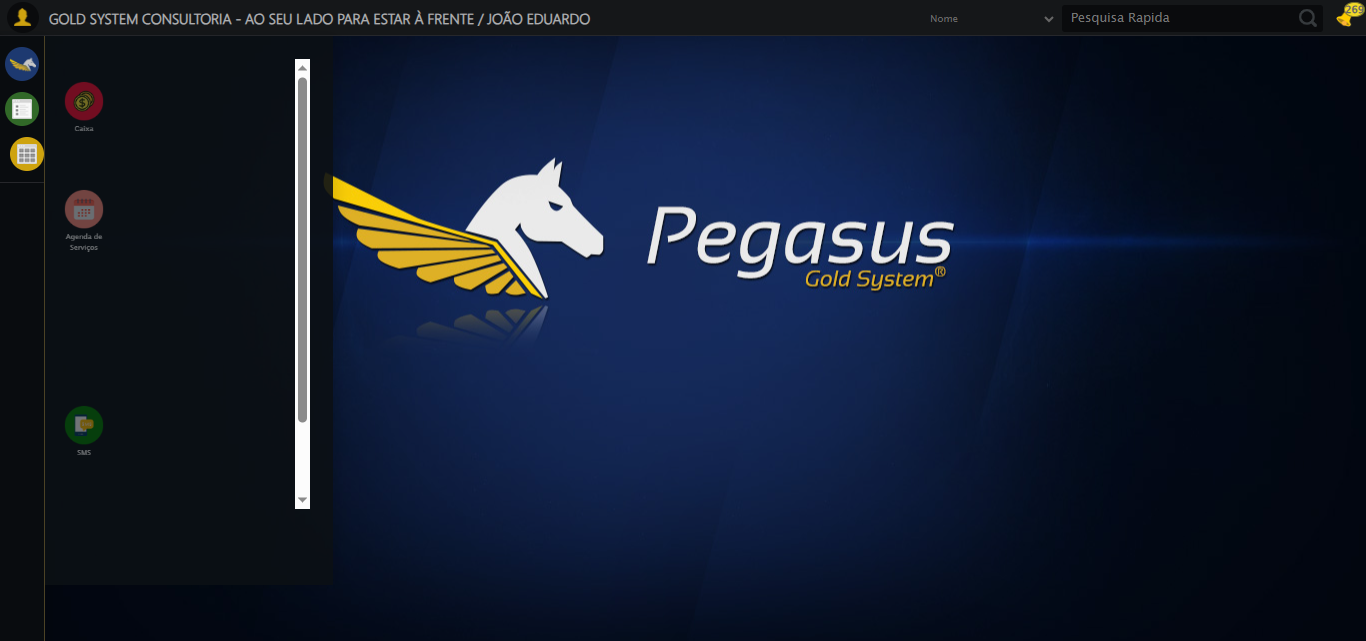 GOLD SYSTEM CONSULTORIA - AO SEU LADO PARA ESTAR À FRENTE / JOÃO EDUARDO
Nome
Pesquisa Rapida
269
Caixa
Agenda de
Serviços
SMS
Pegasus
Gold System®